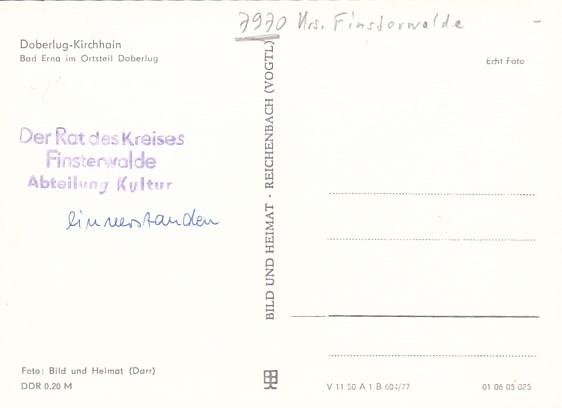 7970 Krs. Finsterwalde
Doberlug-Kirchhain
Bad Erna im Ortsteil Doberlug
Echt Foto
Der Rat des Kreises
Finsterwalde
Abteilung Kultur
einverstanden
BILD UND HEIMAT · REICHENBACH (VOGTL)
Foto: Bild und Heimat (Darr)
DDR 0,20 M
V 11 50 A 1 B 604/77
01 06 05 025